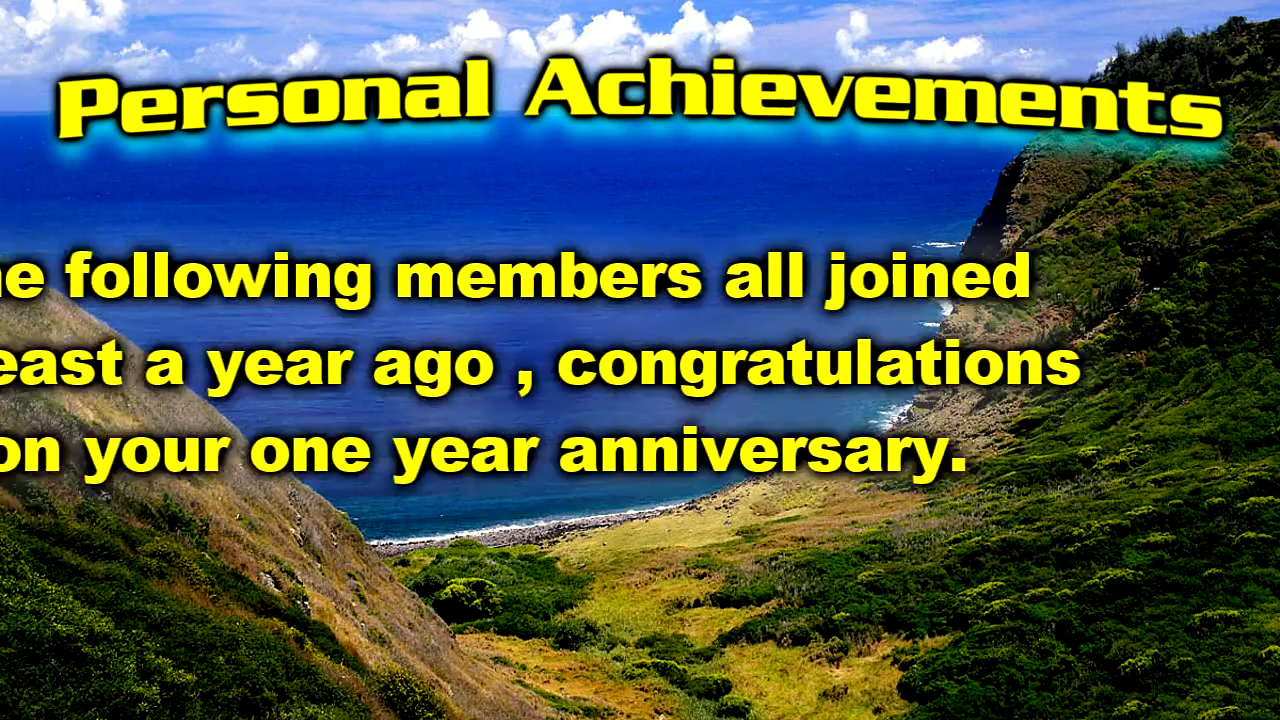 Personal Achievements
following members all joined
a year ago , congratulations
on your one year anniversary.